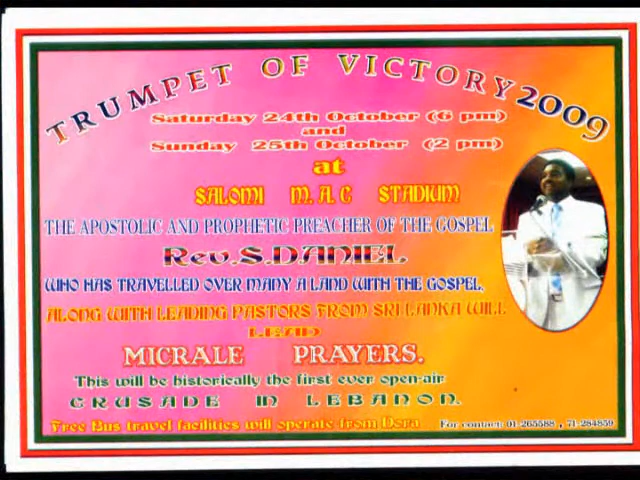 TRUMPET OF VICTORY 2009
Saturday 24th October (6 pm)
and
Sunday 25th October (2 pm)
at
SALOMI M.A.C STADIUM
THE APOSTOLIC AND PROPHETIC PREACHER OF THE GOSPEL
Rev.S.DANIEL
WHO HAS TRAVELLED OVER MANY A LAND WITH THE GOSPEL,
ALONG WITH LEADING PASTORS FROM SRI LANKA WILL
LEAD
MICRALE PRAYERS.
This will be historically the first ever open-air
CRUSADE IN LEBANON.
Free Bus travel facilities will operate from Dora
For contact: 01-265588 , 71-284859